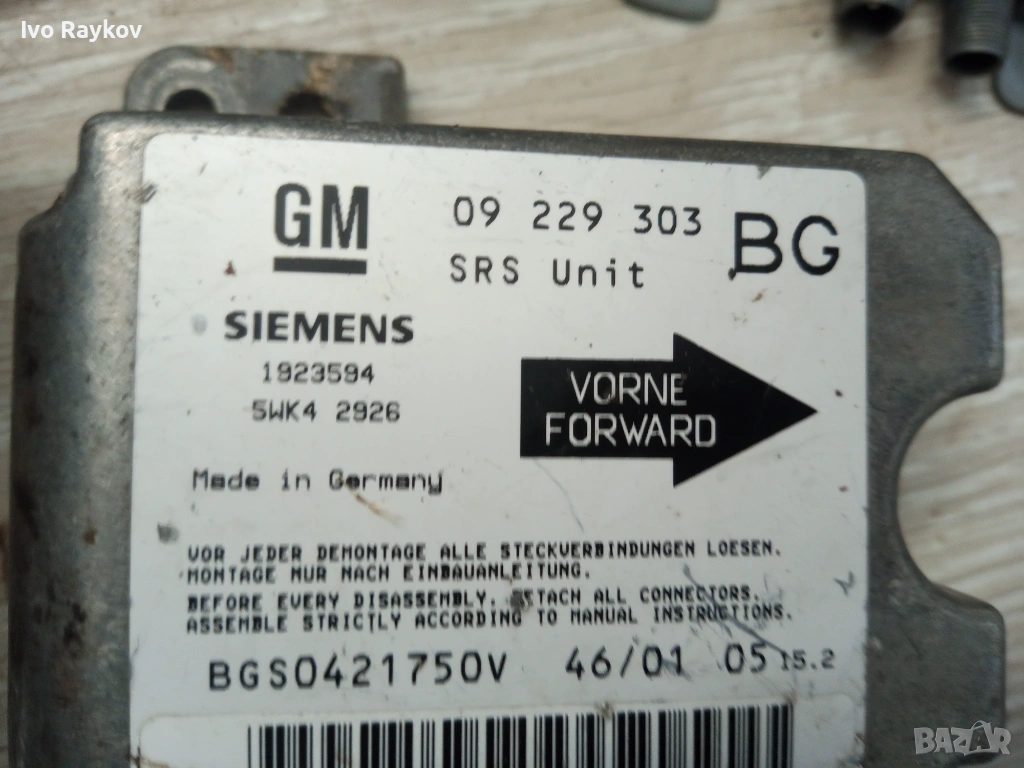 Ivo Raykov
GM 09 229 303 BG
SRS Unit
SIEMENS
1923594
5WK4 2926
VORNE
FORWARD
Made in Germany
VOR JEDER DEMONTAGE ALLE STECKVERBINDUNGEN LOESEN.
MONTAGE NUR NACH EINBAUANLEITUNG.
BEFORE EVERY DISASSEMBLY. DETACH ALL CONNECTORS.
ASSEMBLE STRICTLY ACCORDING TO MANUAL INSTRUCTIONS.
BGS0421750V 46/01 05 15.2
BAZAR